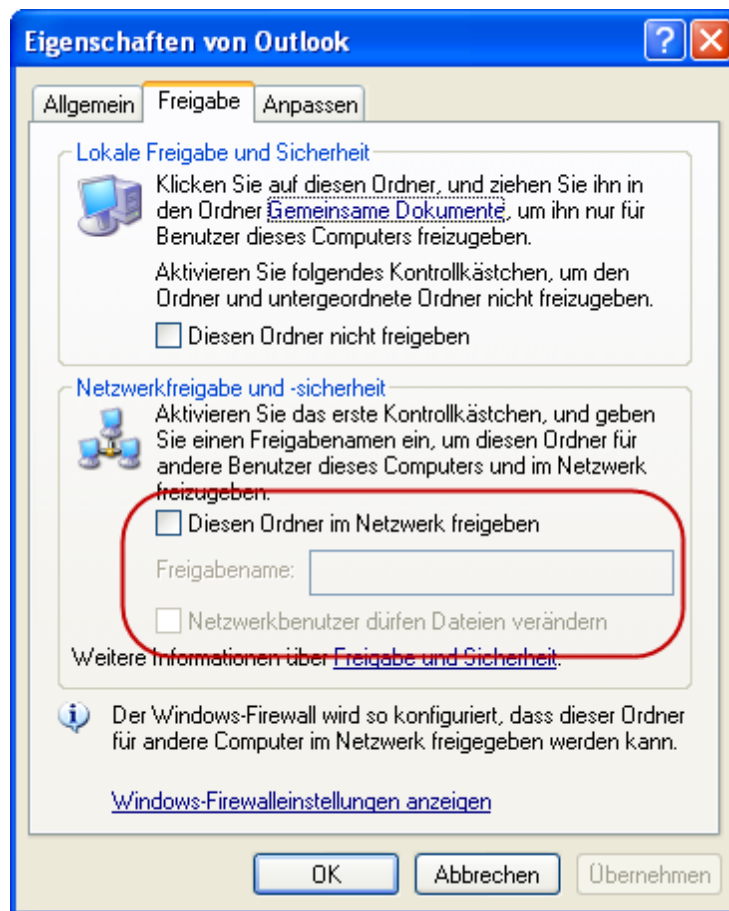 Eigenschaften von Outlook
Allgemein Freigabe Anpassen
Lokale Freigabe und Sicherheit
Klicken Sie auf diesen Ordner, und ziehen Sie ihn in
den Ordner Gemeinsame Dokumente, um ihn nur für
Benutzer dieses Computers freizugeben.
Aktivieren Sie folgendes Kontrollkästchen, um den
Ordner und untergeordnete Ordner nicht freizugeben.
Diesen Ordner nicht freigeben
Netzwerkfreigabe und -sicherheit
Aktivieren Sie das erste Kontrollkästchen, und geben
Sie einen Freigabenamen ein, um diesen Ordner für
andere Benutzer dieses Computers und im Netzwerk
freizugeben.
Diesen Ordner im Netzwerk freigeben
Freigabename:
Netzwerkbenutzer dürfen Dateien verändern
Weitere Informationen über Freigabe und Sicherheit.
Der Windows-Firewall wird so konfiguriert, dass dieser Ordner
für andere Computer im Netzwerk freigegeben werden kann.
Windows-Firewalleinstellungen anzeigen
OK Abbrechen Übernehmen